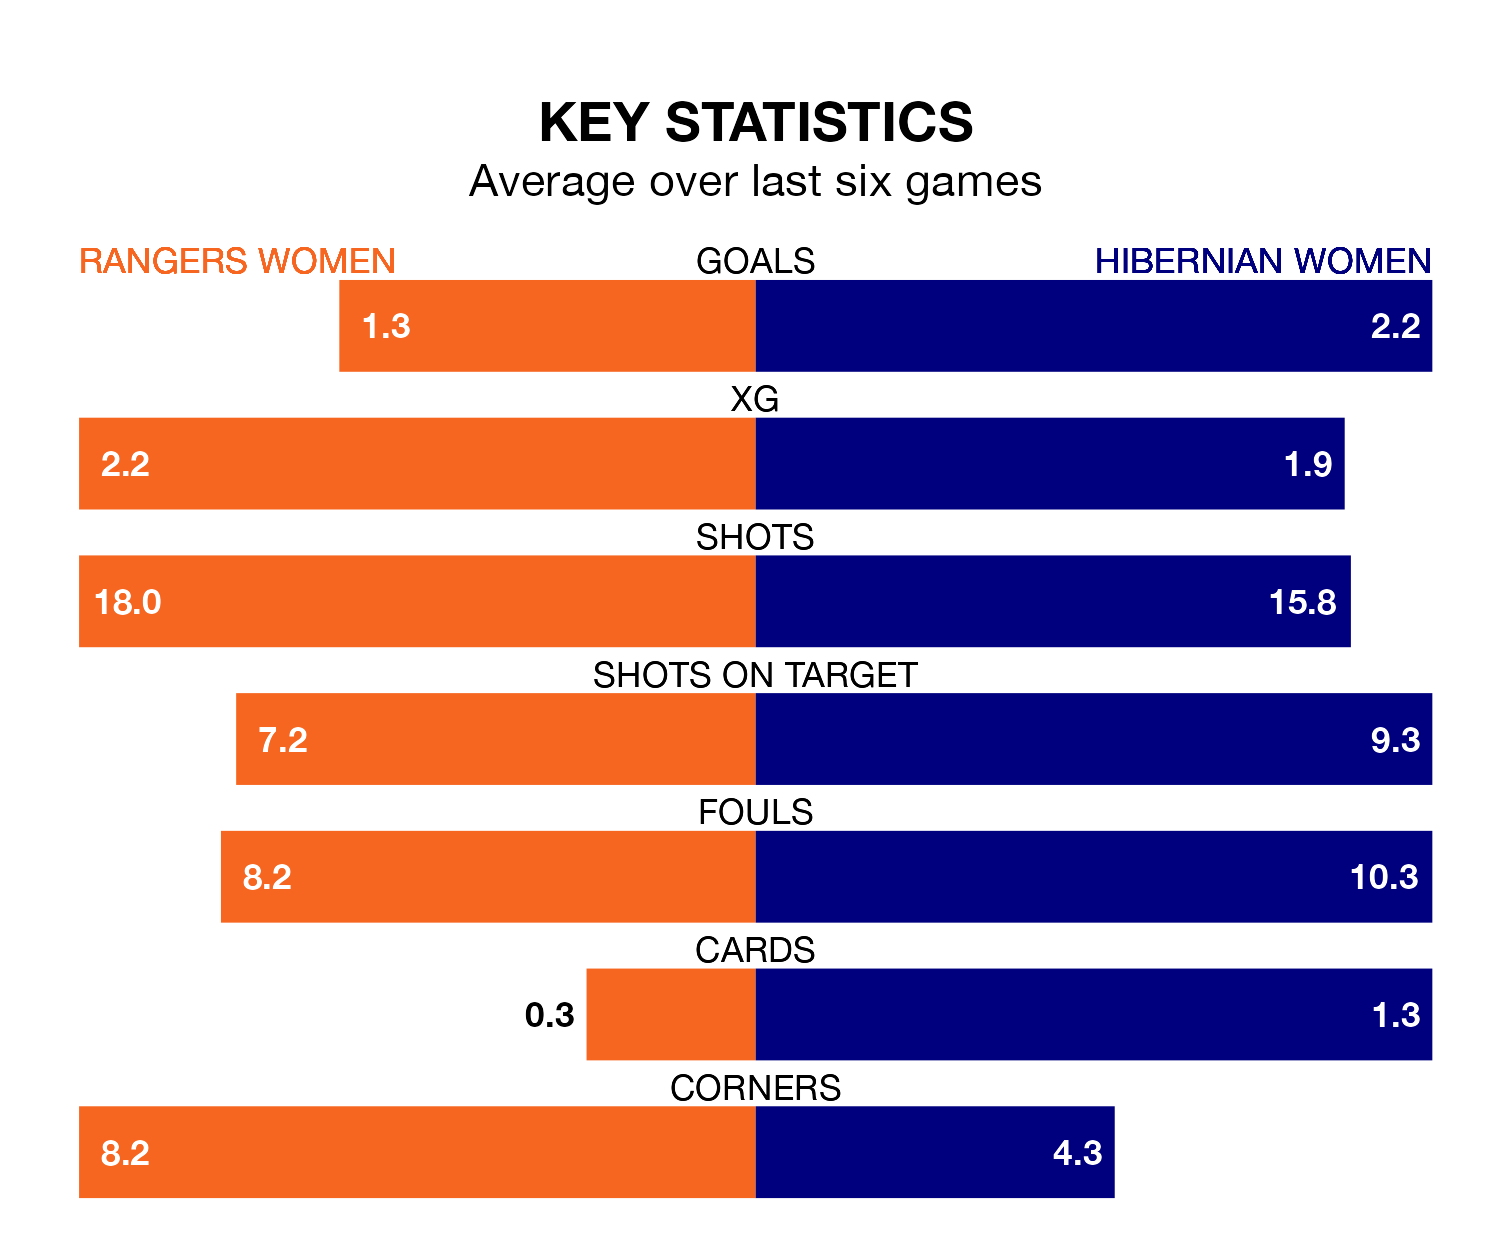 KEY STATISTICS
Average over last six games
RANGERS WOMEN GOALS HIBERNIAN WOMEN
1.3 2.2
XG
2.2 1.9
SHOTS
18.0 15.8
SHOTS ON TARGET
7.2 9.3
FOULS
8.2 10.3
CARDS
0.3 1.3
CORNERS
8.2 4.3